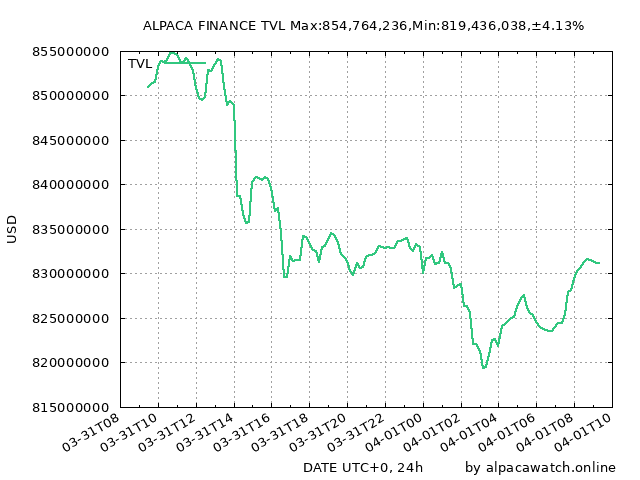 ALPACA FINANCE TVL Max:854,764,236,Min:819,436,038,±4.13%
855000000
TVL
850000000
845000000
840000000
835000000
USD
830000000
825000000
820000000
815000000
03-31T08
03-31T10
03-31T12
03-31T14
03-31T16
03-31T18
03-31T20
03-31T22
04-01T00
04-01T02
04-01T04
04-01T06
04-01T08
04-01T10
DATE UTC+0, 24h
by alpacawatch.online